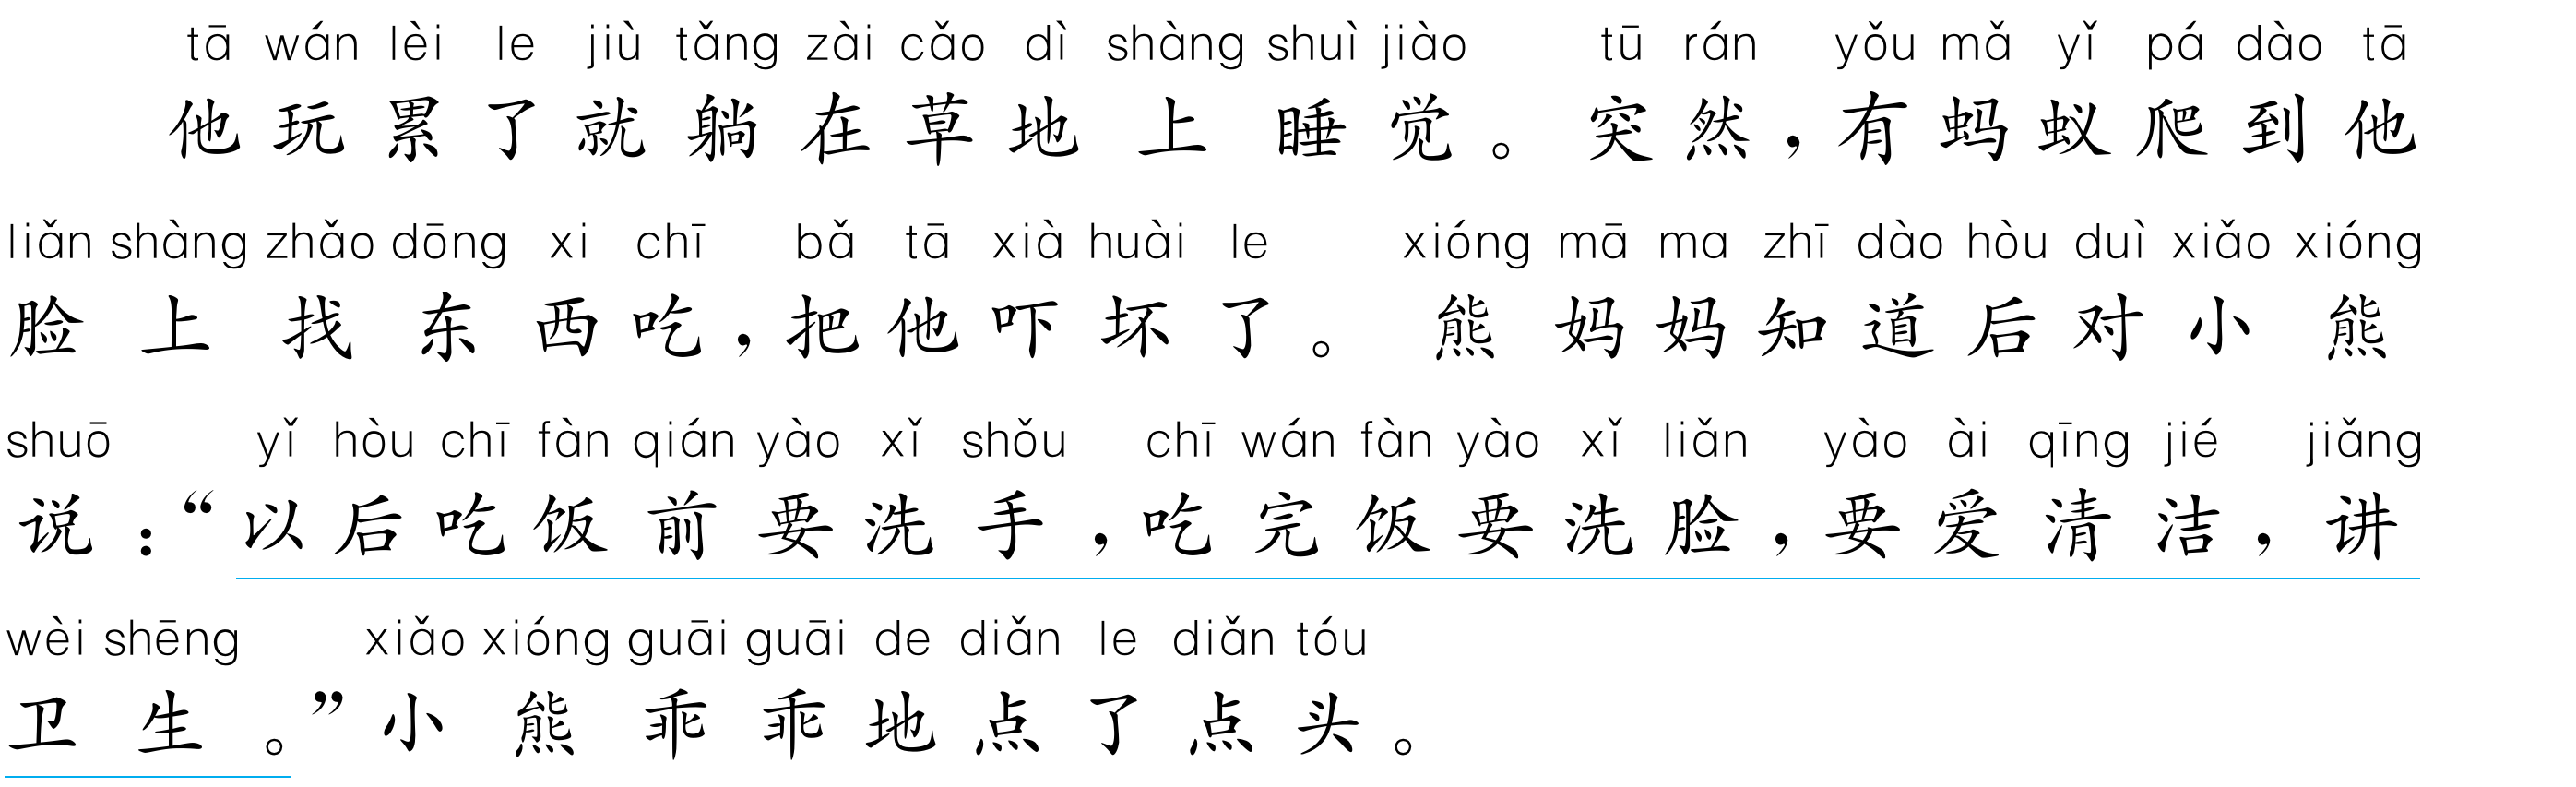 tā wán lèi le jiù tǎng zài cǎo dì shàng shuì jiào tū rán yǒu mǎ yǐ pá dào tā
他玩累了就躺在草地上睡觉。突然，有蚂蚁爬到他
liǎn shàng zhǎo dōng xi chī bǎ tā xià huài le xióng mā ma zhī dào hòu duì xiǎo xióng
脸上找东西吃，把他吓坏了。熊妈妈知道后对小熊
shuō yǐ hòu chī fàn qián yào xǐ shǒu chī wán fàn yào xǐ liǎn yào ài qīng jié jiǎng
说：“以后吃饭前要洗手，吃完饭要洗脸，要爱清洁，讲
wèi shēng xiǎo xióng guāi guāi de diǎn le diǎn tóu
卫生。”小熊乖乖地点了点头。